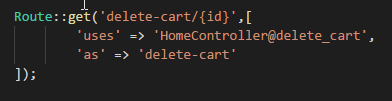 Route::get('delete-cart/{id}',[
'uses' => 'HomeController@delete_cart',
'as' => 'delete-cart'
]);